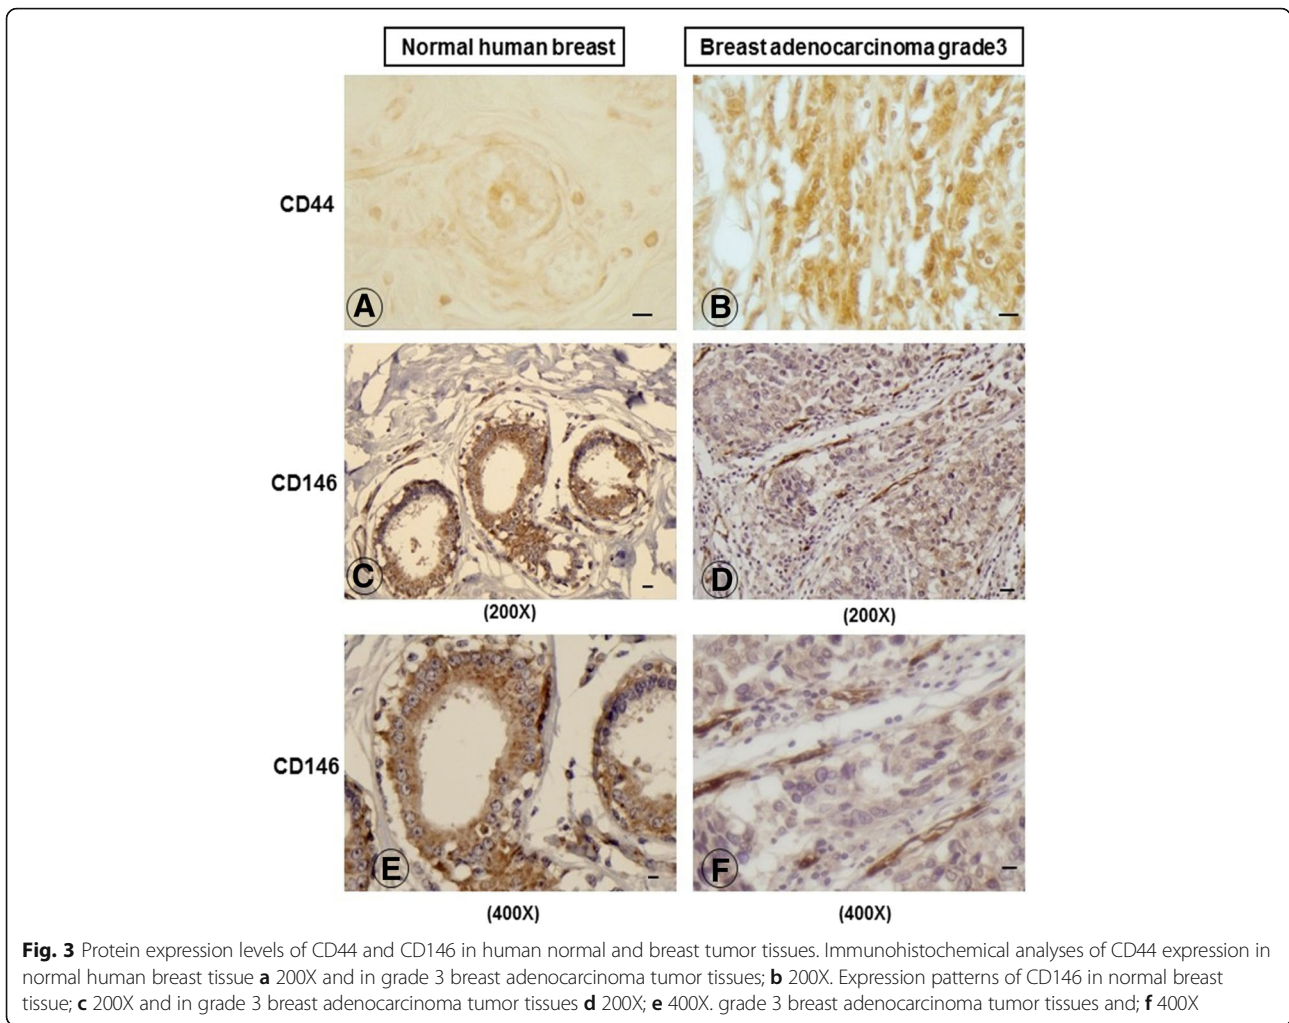 Normal human breast
Breast adenocarcinoma grade3
CD44
A
B
CD146
C
D
(200X)
(200X)
CD146
E
F
(400X)
(400X)
Fig. 3 Protein expression levels of CD44 and CD146 in human normal and breast tumor tissues. Immunohistochemical analyses of CD44 expression in
normal human breast tissue a 200X and in grade 3 breast adenocarcinoma tumor tissues; b 200X. Expression patterns of CD146 in normal breast
tissue; c 200X and in grade 3 breast adenocarcinoma tumor tissues d 200X; e 400X. grade 3 breast adenocarcinoma tumor tissues and; f 400X